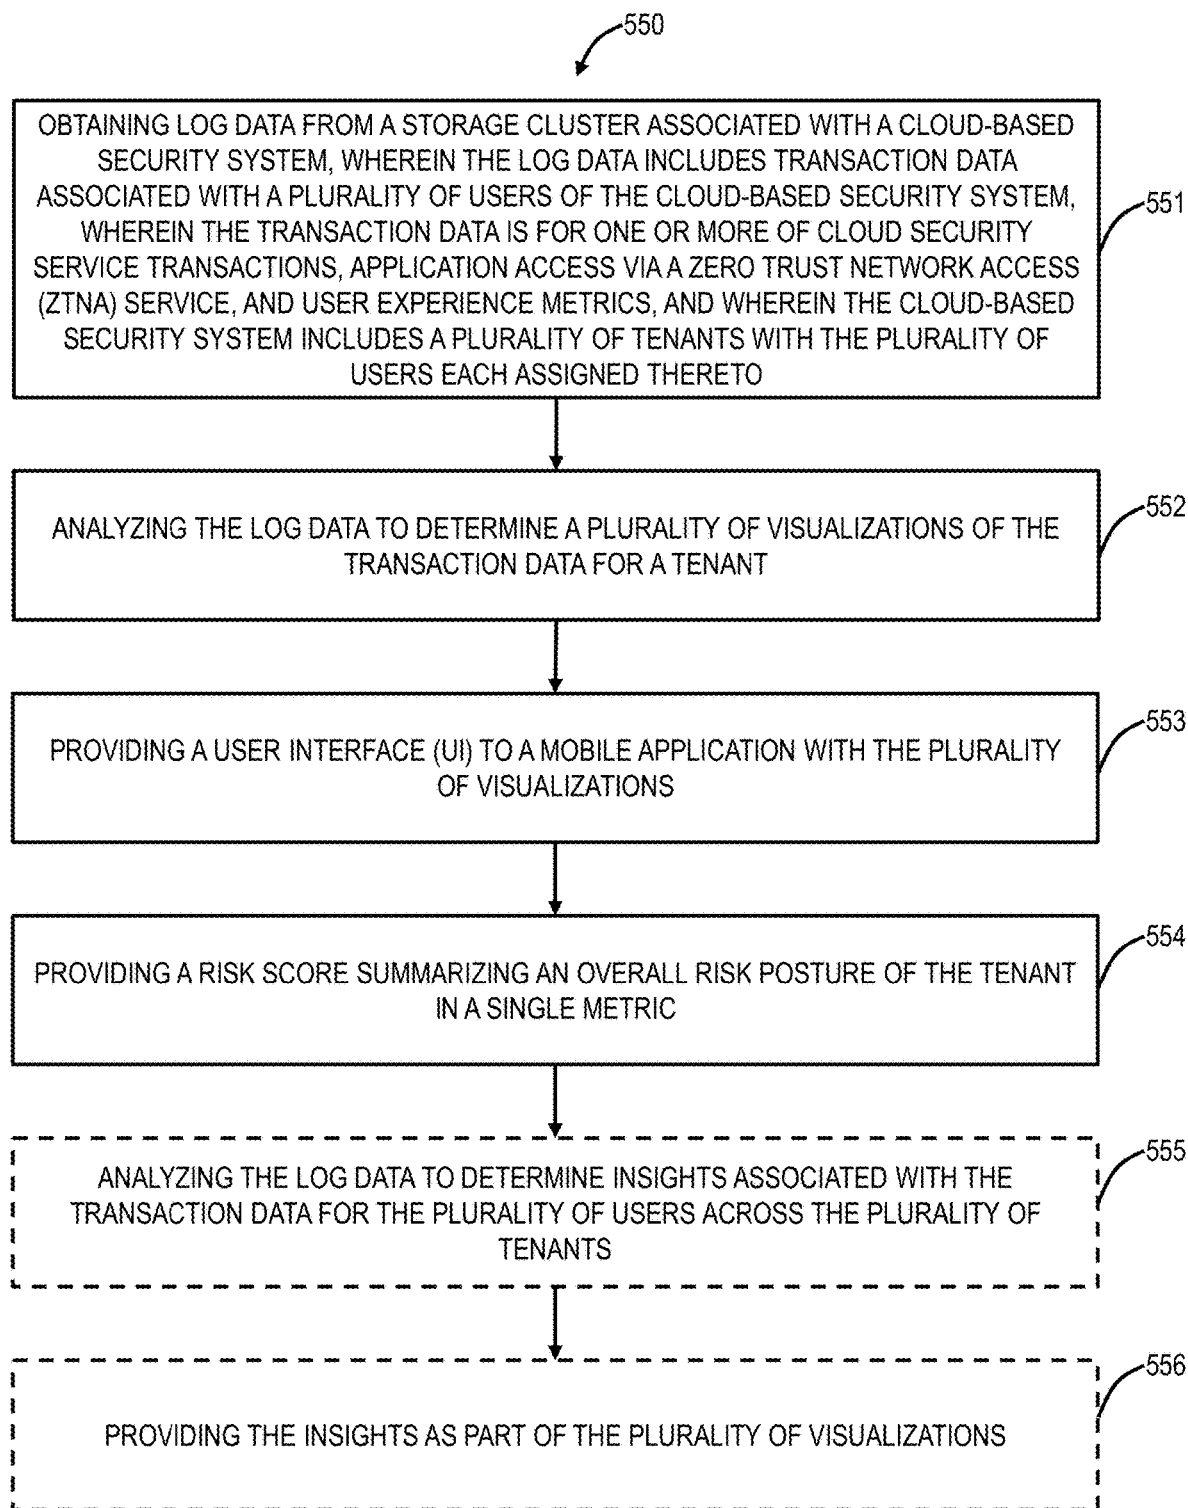 550
OBTAINING LOG DATA FROM A STORAGE CLUSTER ASSOCIATED WITH A CLOUD-BASED
SECURITY SYSTEM, WHEREIN THE LOG DATA INCLUDES TRANSACTION DATA
ASSOCIATED WITH A PLURALITY OF USERS OF THE CLOUD-BASED SECURITY SYSTEM,
WHEREIN THE TRANSACTION DATA IS FOR ONE OR MORE OF CLOUD SECURITY
SERVICE TRANSACTIONS, APPLICATION ACCESS VIA A ZERO TRUST NETWORK ACCESS
(ZTNA) SERVICE, AND USER EXPERIENCE METRICS, AND WHEREIN THE CLOUD-BASED
SECURITY SYSTEM INCLUDES A PLURALITY OF TENANTS WITH THE PLURALITY OF
USERS EACH ASSIGNED THERETO
551
ANALYZING THE LOG DATA TO DETERMINE A PLURALITY OF VISUALIZATIONS OF THE
TRANSACTION DATA FOR A TENANT
552
PROVIDING A USER INTERFACE (UI) TO A MOBILE APPLICATION WITH THE PLURALITY
OF VISUALIZATIONS
553
PROVIDING A RISK SCORE SUMMARIZING AN OVERALL RISK POSTURE OF THE TENANT
IN A SINGLE METRIC
554
ANALYZING THE LOG DATA TO DETERMINE INSIGHTS ASSOCIATED WITH THE
TRANSACTION DATA FOR THE PLURALITY OF USERS ACROSS THE PLURALITY OF
TENANTS
555
PROVIDING THE INSIGHTS AS PART OF THE PLURALITY OF VISUALIZATIONS
556